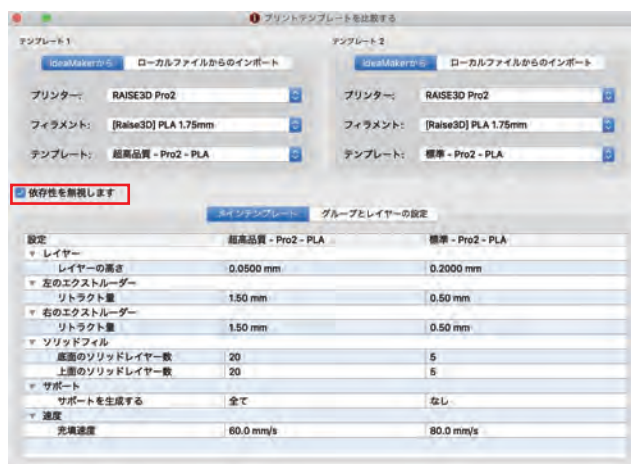 プリントテンプレートを比較する
テンプレート1 テンプレート2
ideaMakerから ローカルファイルからのインポート ideaMakerから ローカルファイルからのインポート
プリンター: RAISE3D Pro2 プリンター: RAISE3D Pro2
フィラメント: [Raise3D] PLA 1.75mm フィラメント: [Raise3D] PLA 1.75mm
テンプレート: 超高品質 - Pro2 - PLA テンプレート: 標準 - Pro2 - PLA
依存性を無視します
メインテンプレート グループとレイヤーの設定
設定 超高品質 - Pro2 - PLA 標準 - Pro2 - PLA
レイヤー
レイヤーの高さ 0.0500 mm 0.2000 mm
左のエクストルーダー
リトラクト量 1.50 mm 0.50 mm
右のエクストルーダー
リトラクト量 1.50 mm 0.50 mm
ソリッドフィル
底面のソリッドレイヤー数 20 5
上面のソリッドレイヤー数 20 5
サポート
サポートを生成する 全て なし
速度
充填速度 60.0 mm/s 80.0 mm/s